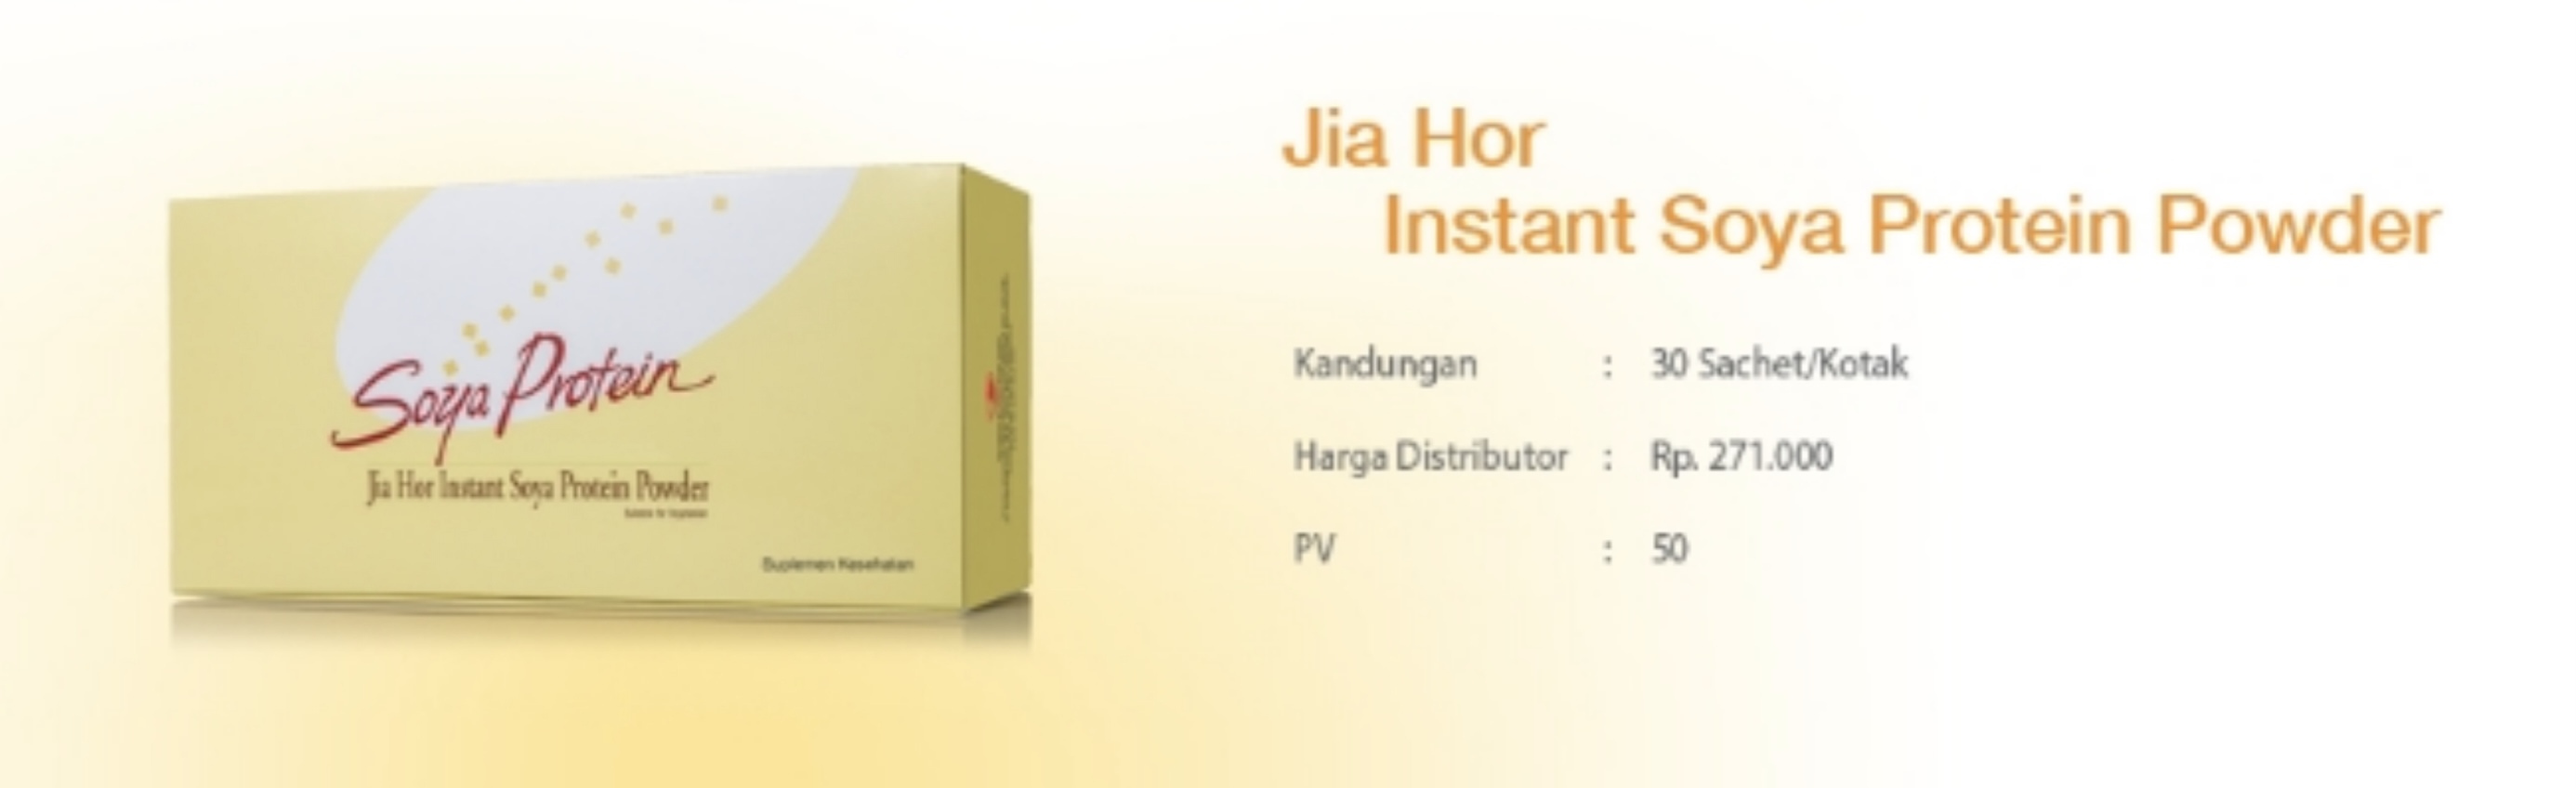 Jia Hor
Instant Soya Protein Powder
Kandungan : 30 Sachet/Kotak
Harga Distributor : Rp. 271.000
PV : 50
Soya Protein
Jia Hor Instant Soya Protein Powder
Suplemen Kesehatan